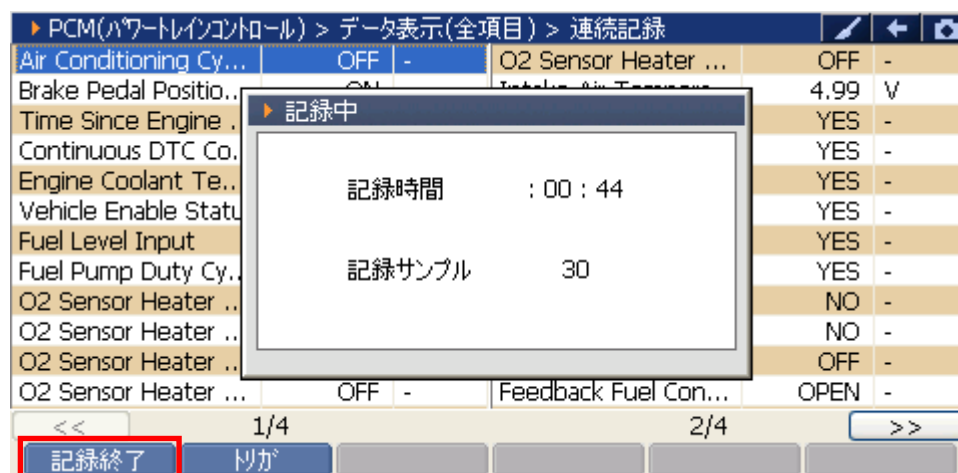 PCM(パワートレインコントロール) > データ表示(全項目) > 連続記録
Air Conditioning Cy... OFF - O2 Sensor Heater ... OFF -
Brake Pedal Positio... ON Intake Air Tempera... 4.99 V
Time Since Engine . YES -
Continuous DTC Co. YES -
Engine Coolant Te.. YES -
Vehicle Enable Statu YES -
Fuel Level Input YES -
Fuel Pump Duty Cy.. YES -
O2 Sensor Heater .. NO -
O2 Sensor Heater .. NO -
O2 Sensor Heater .. OFF -
O2 Sensor Heater ... OFF - Feedback Fuel Con... OPEN -
記録中
記録時間 :00:44
記録サンプル 30
<< 1/4 2/4 >>
記録終了 トリガ